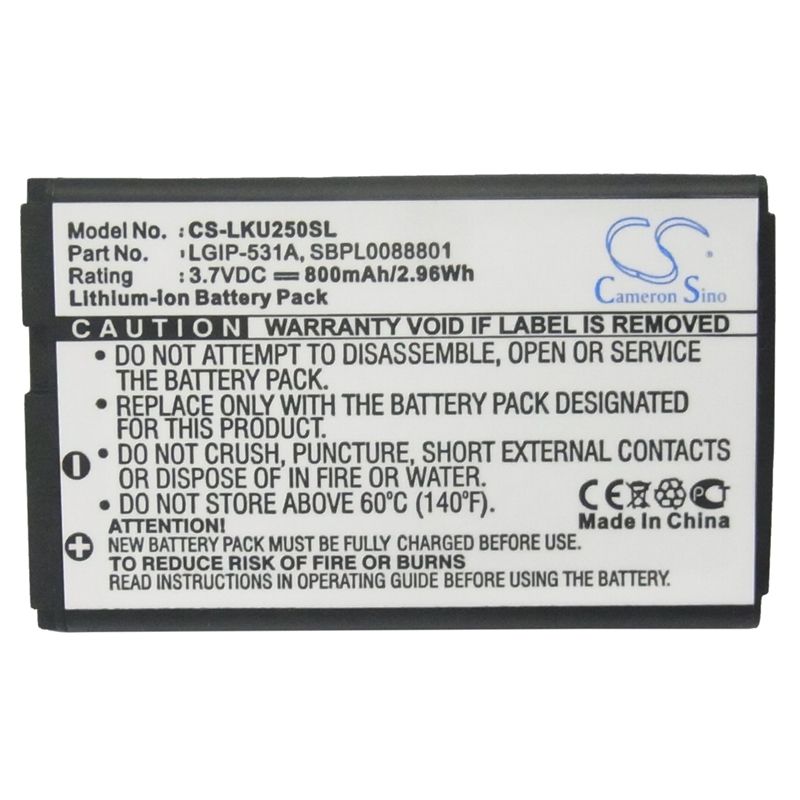 Model No. : CS-LKU250SL
Part No. : LGIP-531A, SBPL0088801
Rating : 3.7VDC ⎓ 800mAh/2.96Wh
Lithium-Ion Battery Pack
CS
Cameron Sino
CAUTION WARRANTY VOID IF LABEL IS REMOVED
• DO NOT ATTEMPT TO DISASSEMBLE, OPEN OR SERVICE
THE BATTERY PACK.
• REPLACE ONLY WITH THE BATTERY PACK DESIGNATED
FOR THIS PRODUCT.
• DO NOT CRUSH, PUNCTURE, SHORT EXTERNAL CONTACTS
OR DISPOSE OF IN FIRE OR WATER.
• DO NOT STORE ABOVE 60°C (140°F).
CE
PCT
Made In China
ATTENTION!
NEW BATTERY PACK MUST BE FULLY CHARGED BEFORE USE.
TO REDUCE RISK OF FIRE OR BURNS
READ INSTRUCTIONS IN OPERATING GUIDE BEFORE USING THE BATTERY.